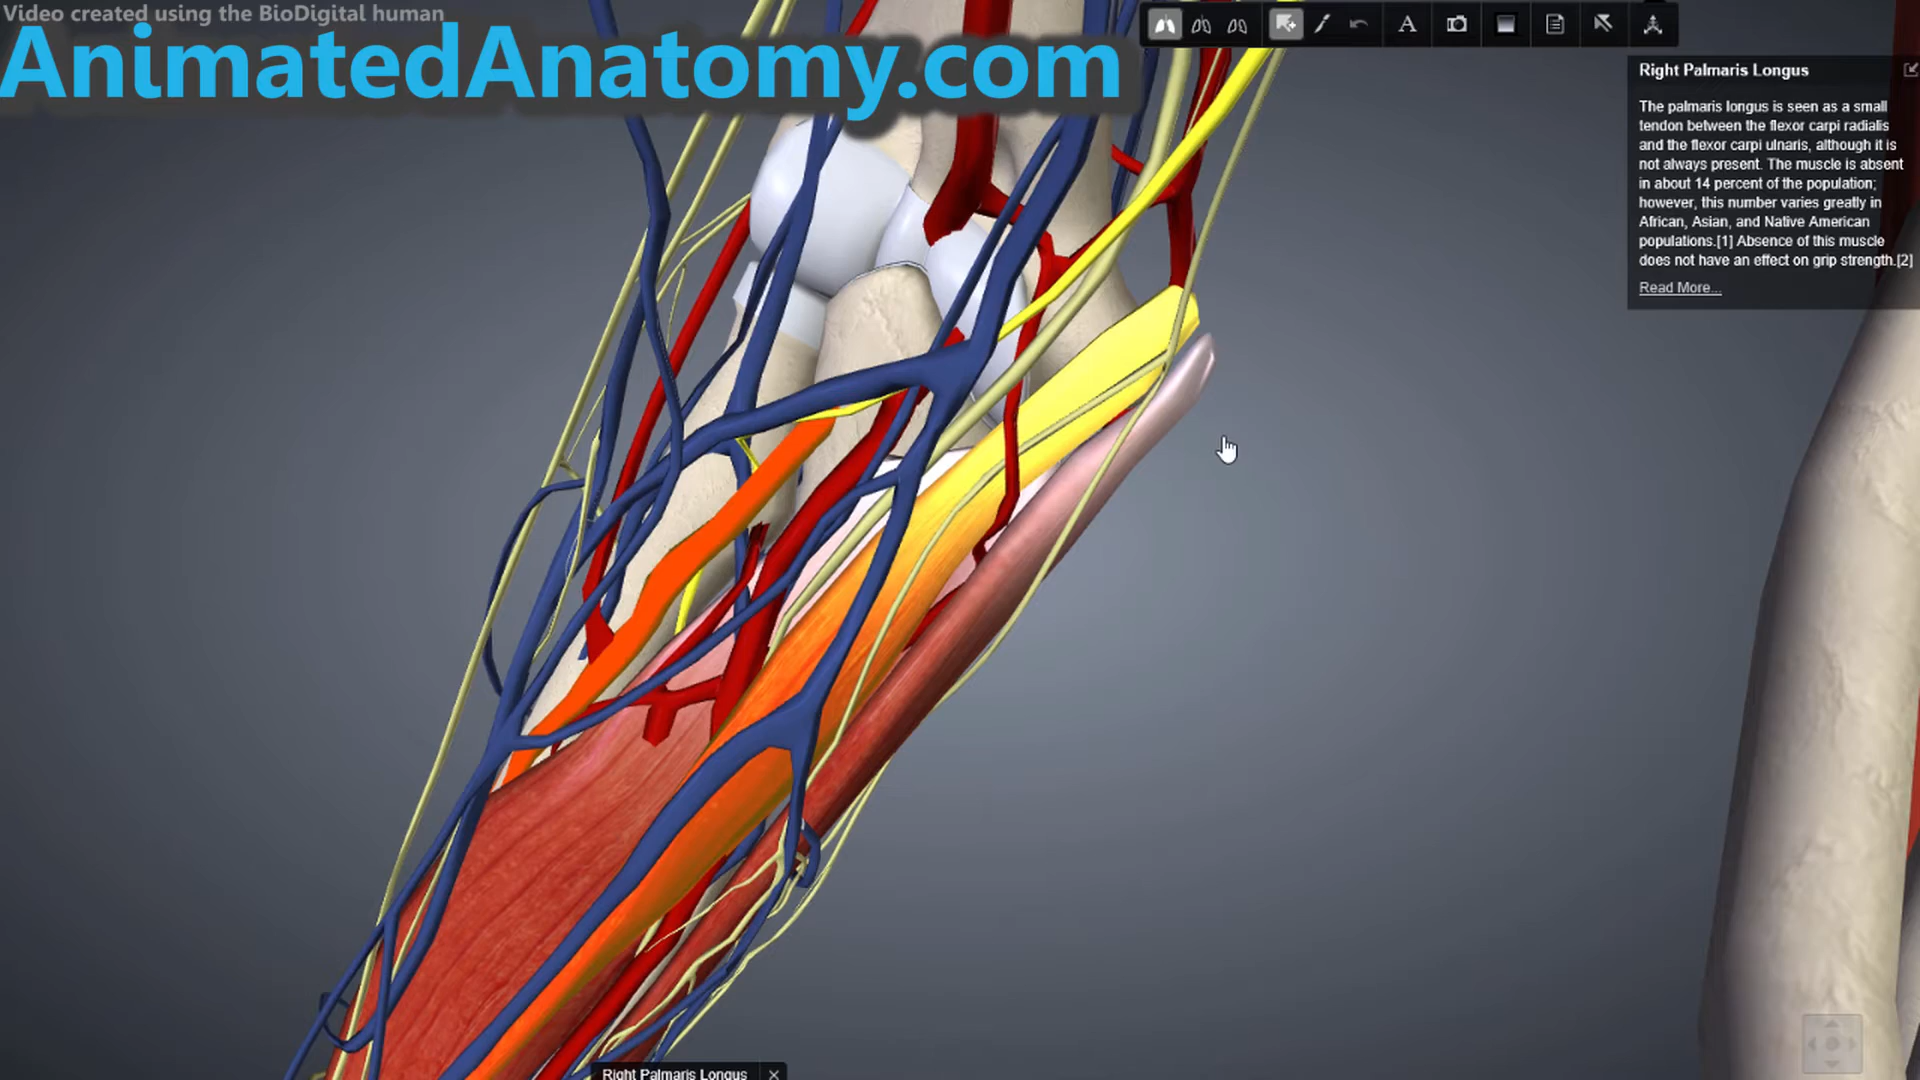 Video created using the BioDigital human
AnimatedAnatomy.com
A
Right Palmaris Longus
The palmaris longus is seen as a small
tendon between the flexor carpi radialis
and the flexor carpi ulnaris, although it is
not always present. The muscle is absent
in about 14 percent of the population;
however, this number varies greatly in
African, Asian, and Native American
populations.[1] Absence of this muscle
does not have an effect on grip strength.[2]
Read More...
Right Palmaris Longus